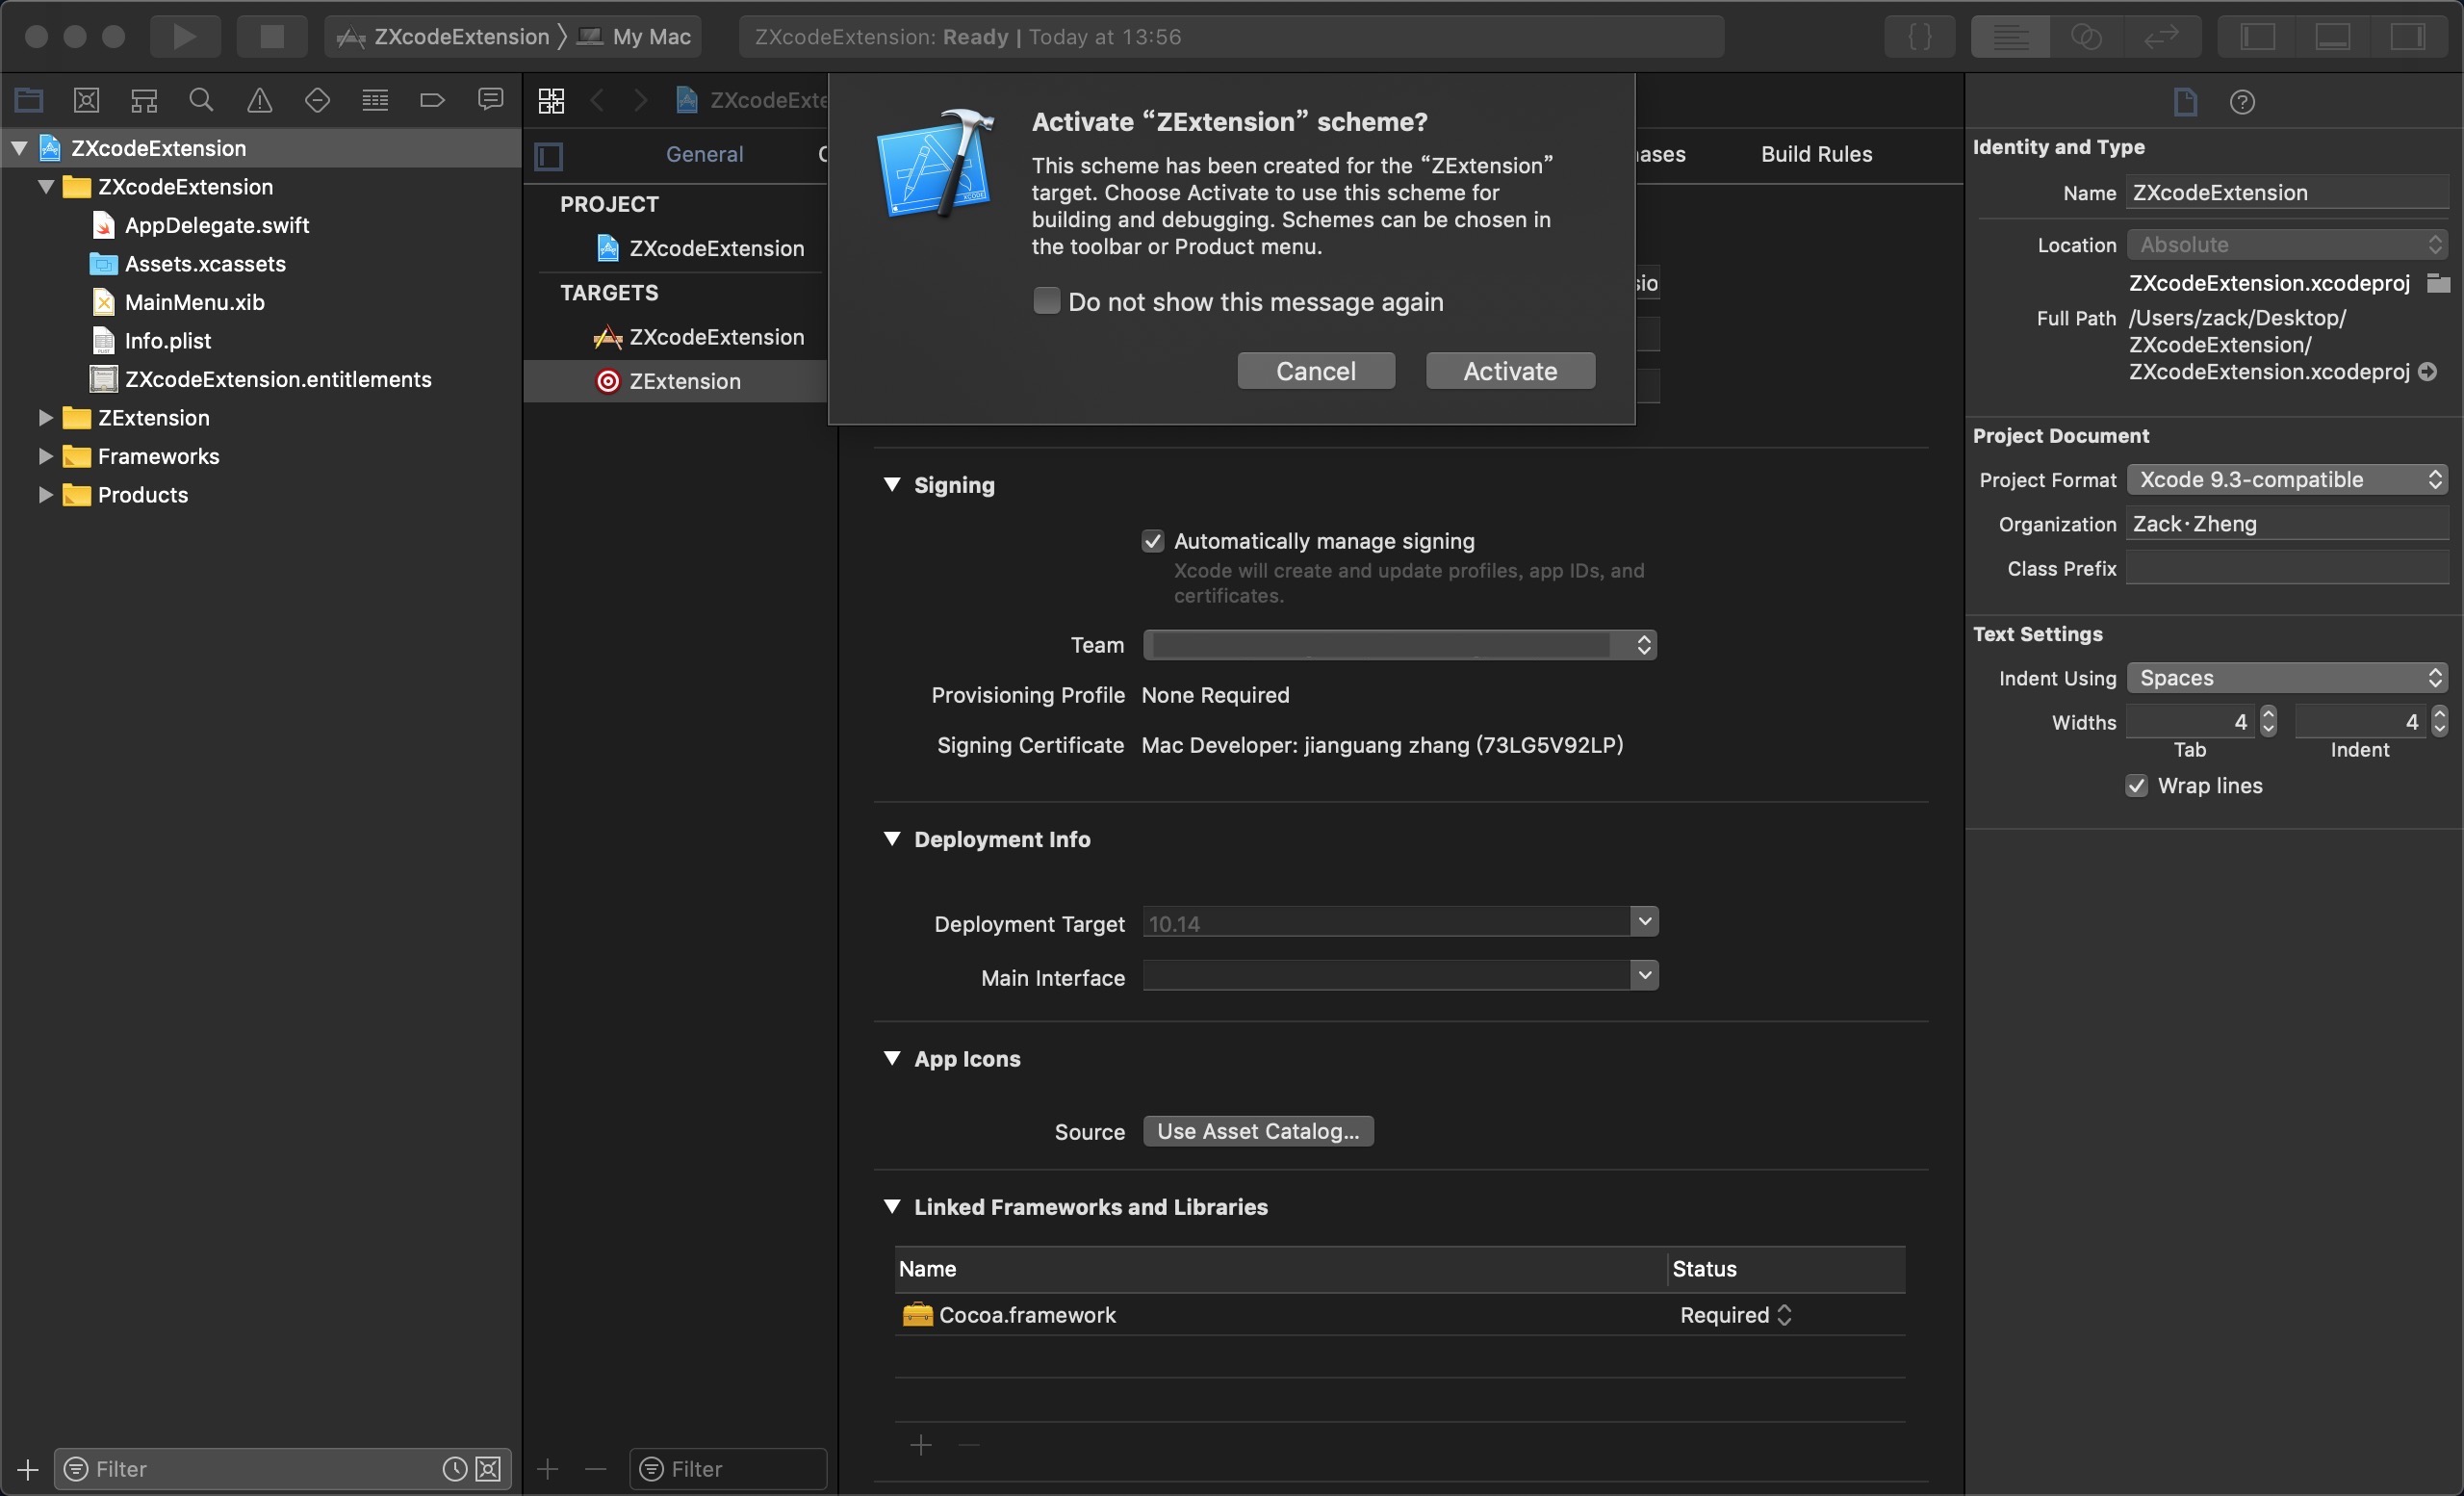 ZXcodeExtension 〉 My Mac
ZXcodeExtension: Ready | Today at 13:56
ZXcodeExtension
ZXcodeExtension
AppDelegate.swift
Assets.xcassets
MainMenu.xib
Info.plist
ZXcodeExtension.entitlements
ZExtension
Frameworks
Products
Filter
ZXcodeExte
General
Build Rules
PROJECT
ZXcodeExtension
TARGETS
ZXcodeExtension
ZExtension
Filter
Activate “ZExtension” scheme?
This scheme has been created for the “ZExtension”
target. Choose Activate to use this scheme for
building and debugging. Schemes can be chosen in
the toolbar or Product menu.
Do not show this message again
Cancel
Activate
Signing
Automatically manage signing
Xcode will create and update profiles, app IDs, and
certificates.
Team
Provisioning Profile None Required
Signing Certificate Mac Developer: jianguang zhang (73LG5V92LP)
Deployment Info
Deployment Target 10.14
Main Interface
App Icons
Source Use Asset Catalog...
Linked Frameworks and Libraries
Name Status
Cocoa.framework Required
Identity and Type
Name ZXcodeExtension
Location Absolute
ZXcodeExtension.xcodeproj
Full Path /Users/zack/Desktop/
ZXcodeExtension/
ZXcodeExtension.xcodeproj
Project Document
Project Format Xcode 9.3-compatible
Organization Zack·Zheng
Class Prefix
Text Settings
Indent Using Spaces
Widths 4 4
Tab Indent
Wrap lines